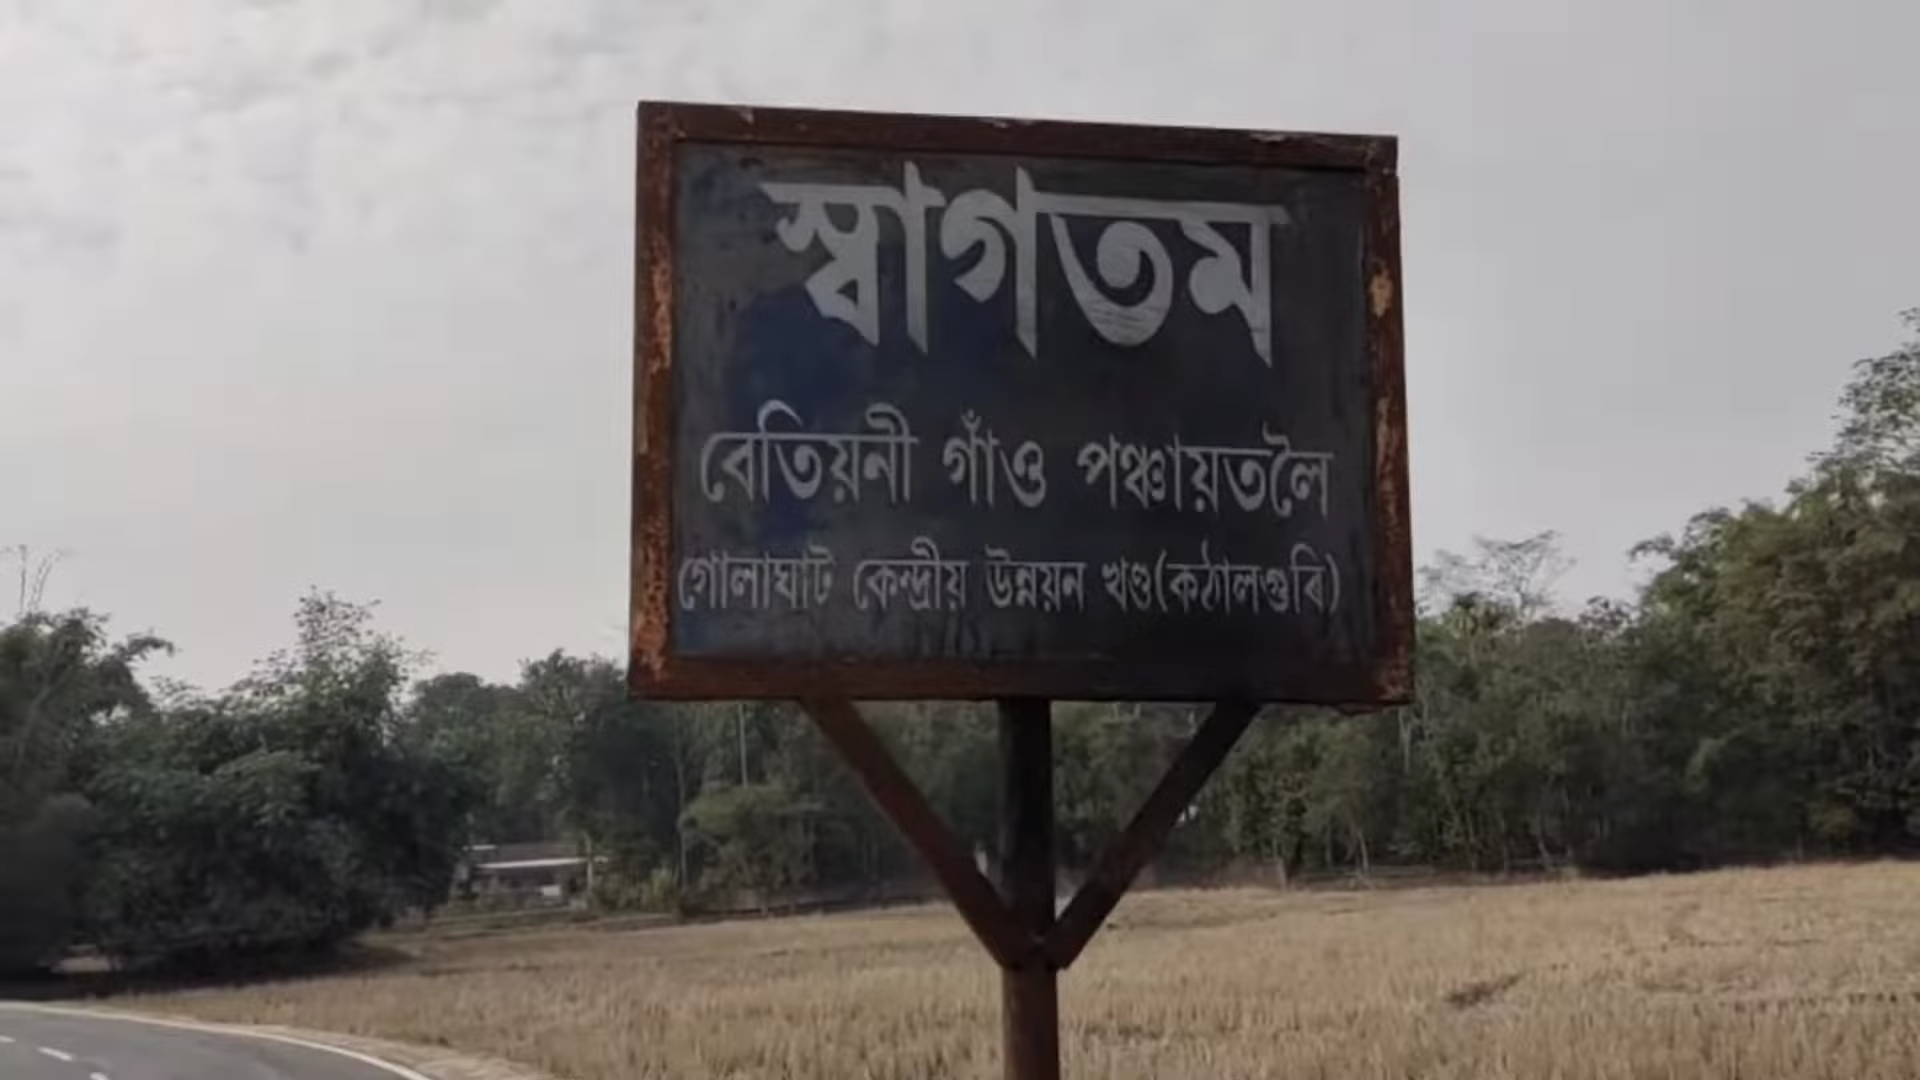 স্বাগতম
বেতিয়নী গাঁও পঞ্চায়তলৈ
গোলাঘাট কেন্দ্ৰীয় উন্নয়ন খণ্ড(কঠালগুৰি)